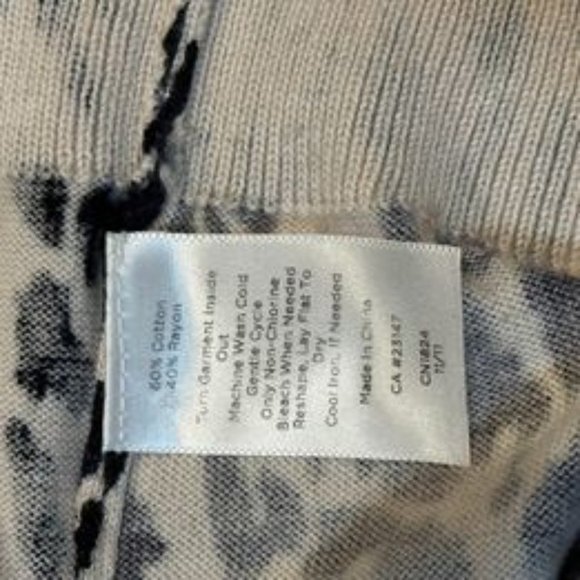 60% Cotton
40% Rayon
Turn Garment Inside
Out
Machine Wash Cold
Gentle Cycle
Only Non-Chlorine
Bleach When Needed
Reshape, Lay Flat To
Dry
Cool Iron, If Needed
Made In China
CA #23147
CN1824
11/11